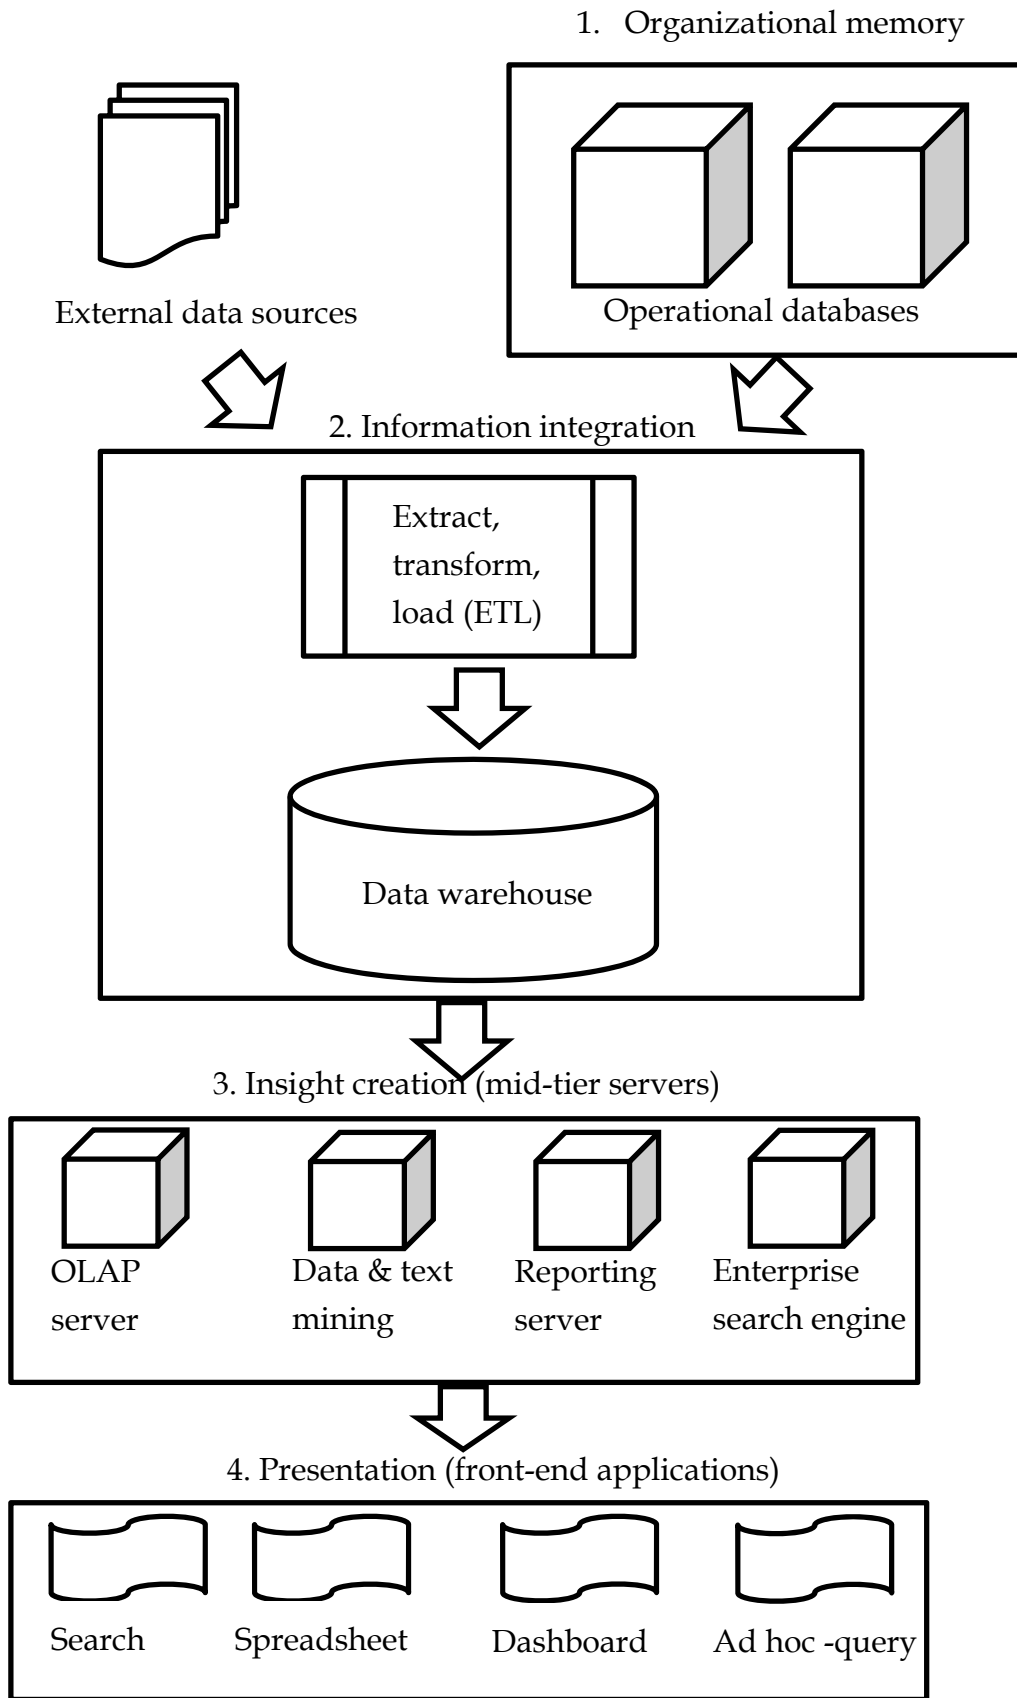 1. Organizational memory
External data sources
Operational databases
2. Information integration
Extract,
transform,
load (ETL)
Data warehouse
3. Insight creation (mid-tier servers)
OLAP
server
Data & text
mining
Reporting
server
Enterprise
search engine
4. Presentation (front-end applications)
Search
Spreadsheet
Dashboard
Ad hoc -query